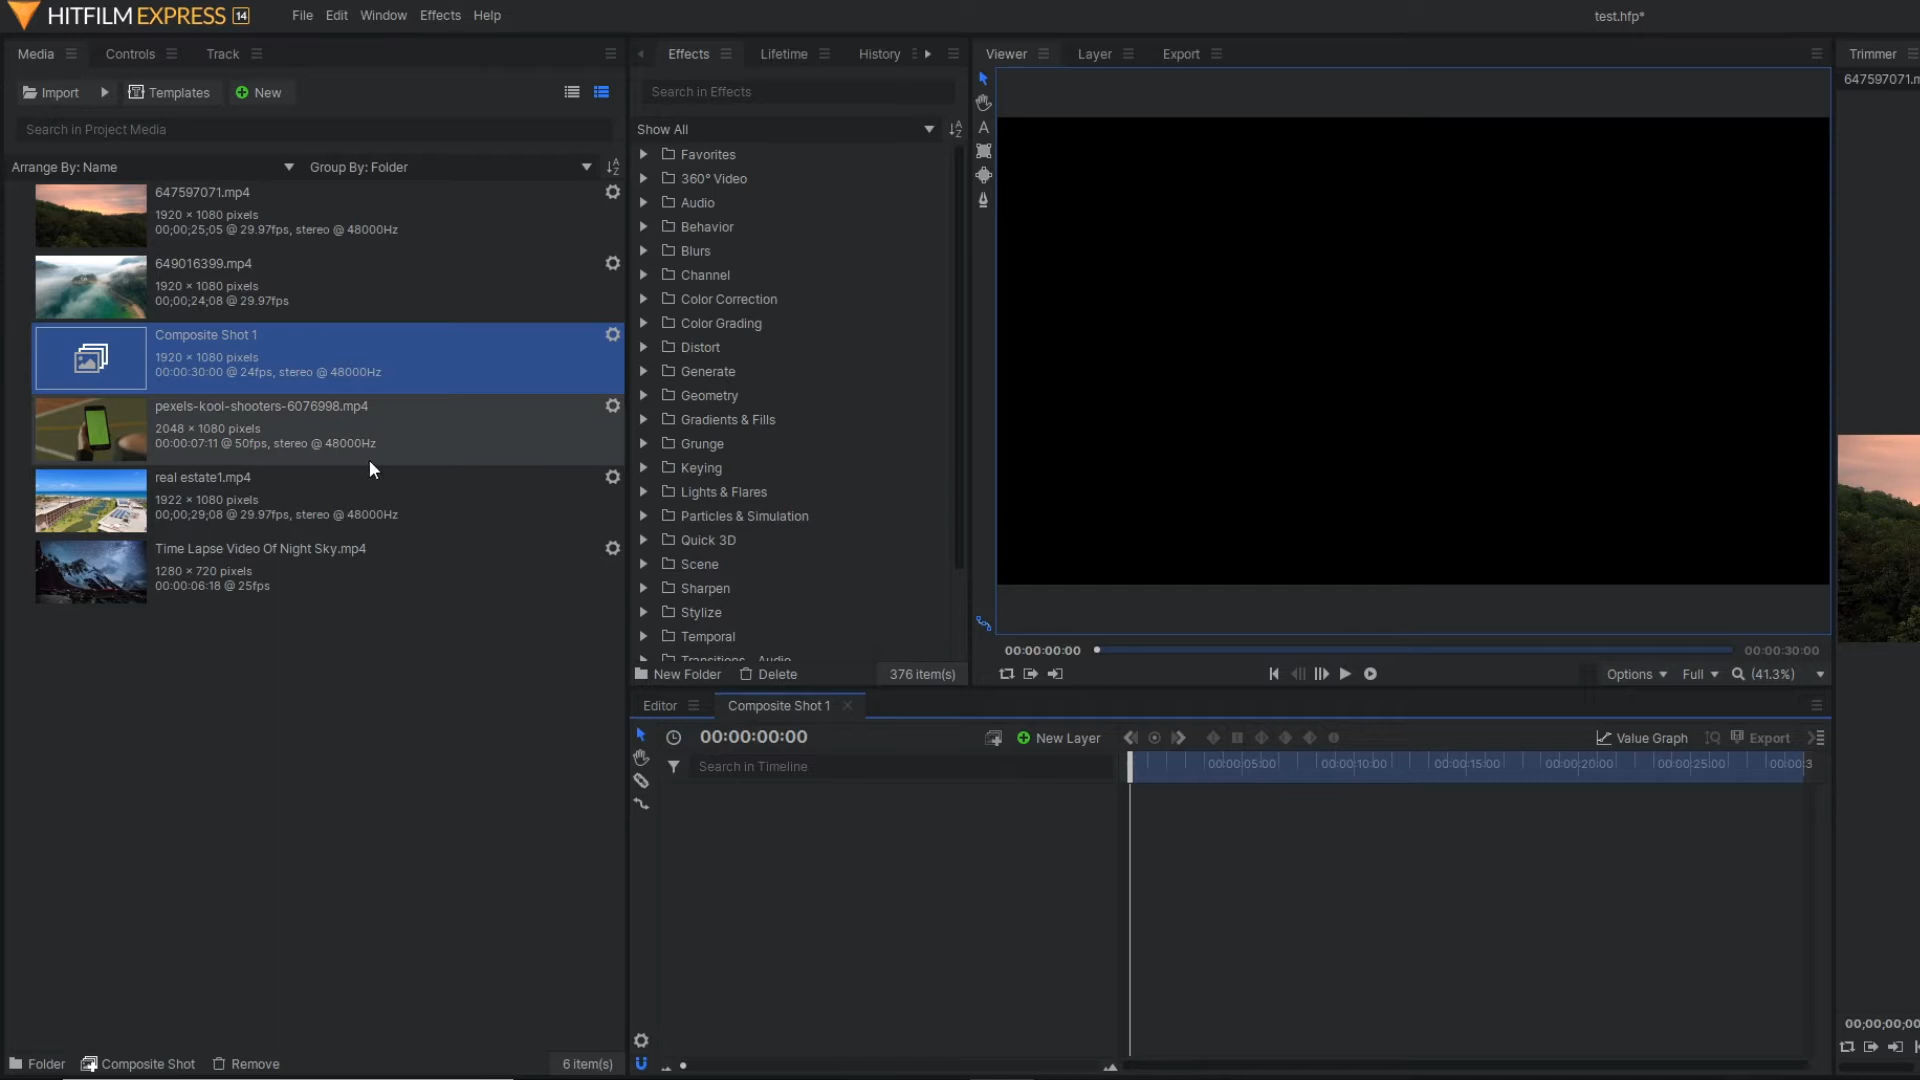 HITFILM EXPRESS 14
File Edit Window Effects Help
test.hfp*
Media Controls Track
Import Templates New
Search in Project Media
Arrange By: Name Group By: Folder
647597071.mp4
1920 × 1080 pixels
00;00;25;05 @ 29.97fps, stereo @ 48000Hz
649016399.mp4
1920 × 1080 pixels
00;00;24;08 @ 29.97fps
Composite Shot 1
1920 × 1080 pixels
00:00:30:00 @ 24fps, stereo @ 48000Hz
pexels-kool-shooters-6076998.mp4
2048 × 1080 pixels
00:00:07:11 @ 50fps, stereo @ 48000Hz
real estate1.mp4
1922 × 1080 pixels
00;00;29;08 @ 29.97fps, stereo @ 48000Hz
Time Lapse Video Of Night Sky.mp4
1280 × 720 pixels
00:00:06:18 @ 25fps
Folder Composite Shot Remove 6 item(s)
Effects Lifetime History
Search in Effects
Show All
Favorites
360° Video
Audio
Behavior
Blurs
Channel
Color Correction
Color Grading
Distort
Generate
Geometry
Gradients & Fills
Grunge
Keying
Lights & Flares
Particles & Simulation
Quick 3D
Scene
Sharpen
Stylize
Temporal
Transitions - Audio
New Folder Delete 376 item(s)
Viewer Layer Export
A
00:00:00:00 00:00:30:00
Options Full (41.3%)
Trimmer
647597071.m
00;00;00;00
Editor Composite Shot 1
00:00:00:00 New Layer Value Graph Export
Search in Timeline
00:00:05:00 00:00:10:00 00:00:15:00 00:00:20:00 00:00:25:00 00:00:3